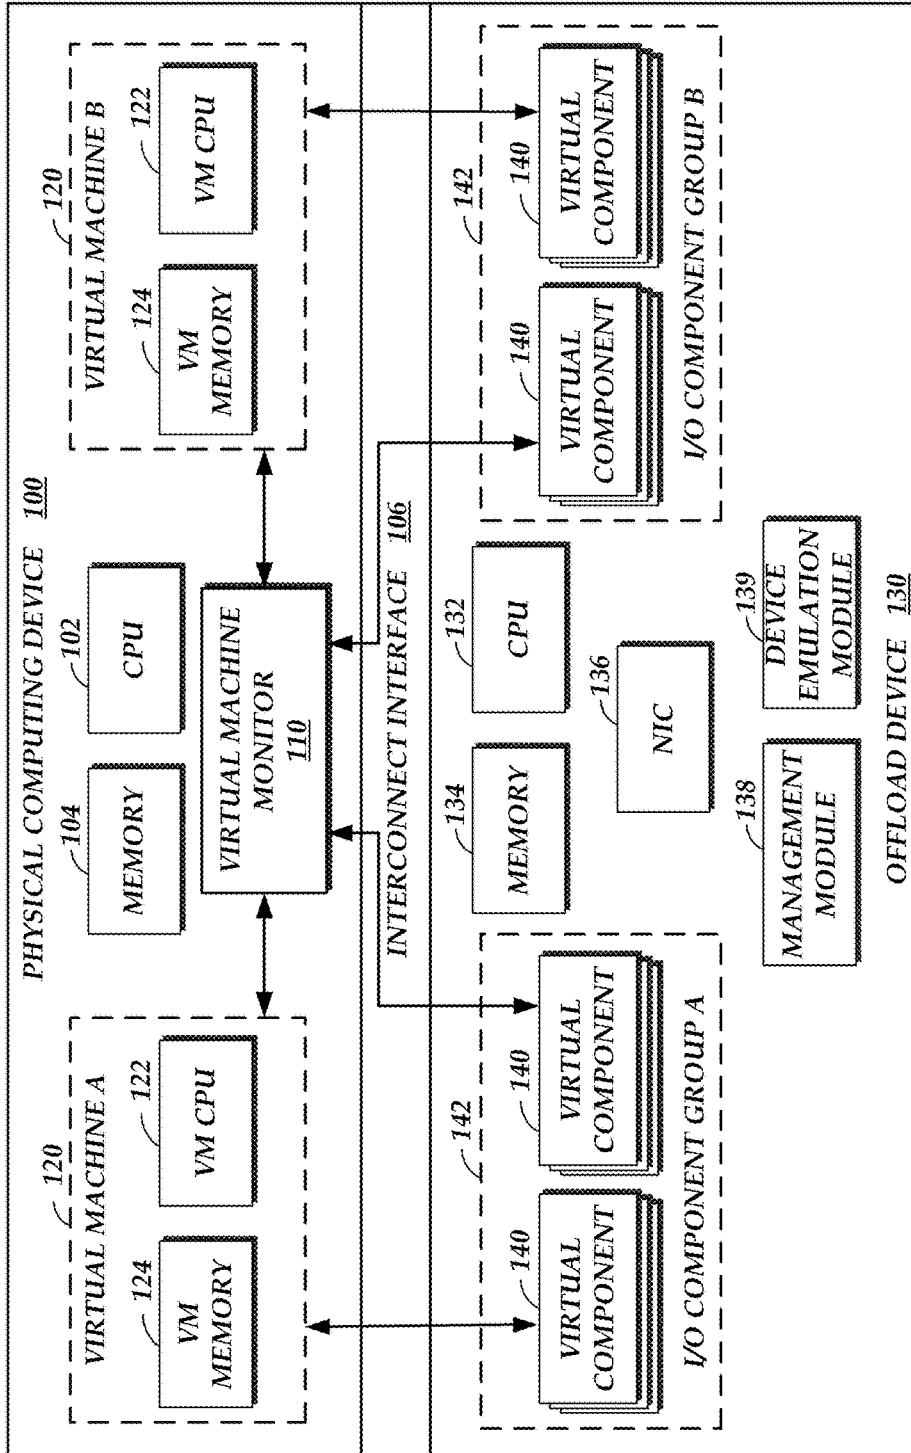 PHYSICAL COMPUTING DEVICE 100
120
VIRTUAL MACHINE A
124
VM
MEMORY
122
VM CPU
104
MEMORY
102
CPU
VIRTUAL MACHINE
MONITOR
110
120
VIRTUAL MACHINE B
124
VM
MEMORY
122
VM CPU
INTERCONNECT INTERFACE 106
142
140
VIRTUAL
COMPONENT
140
VIRTUAL
COMPONENT
I/O COMPONENT GROUP A
134
MEMORY
132
CPU
136
NIC
138
MANAGEMENT
MODULE
139
DEVICE
EMULATION
MODULE
142
140
VIRTUAL
COMPONENT
140
VIRTUAL
COMPONENT
I/O COMPONENT GROUP B
OFFLOAD DEVICE 130